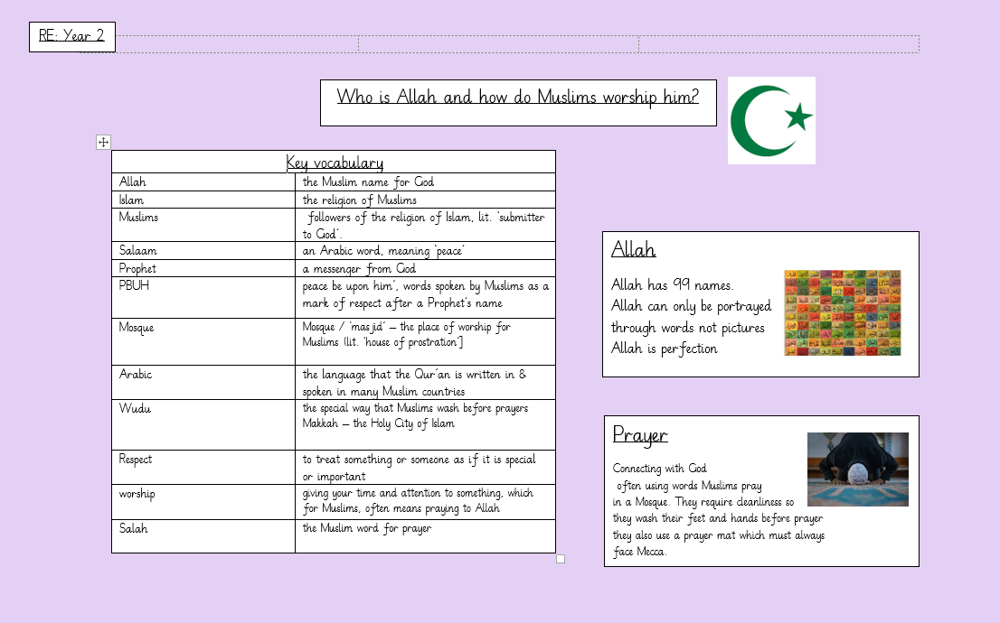 RE: Year 2
Who is Allah and how do Muslims worship him?
Key vocabulary
Allah
the Muslim name for God
Islam
the religion of Muslims
Muslims
followers of the religion of Islam, lit. ‘submitter
to God’.
Salaam
an Arabic word, meaning ‘peace’
Prophet
a messenger from God
PBUH
peace be upon him’, words spoken by Muslims as a
mark of respect after a Prophet’s name
Mosque
Mosque / ‘masjid’ – the place of worship for
Muslims (lit. ‘house of prostration’]
Arabic
the language that the Qur’an is written in &
spoken in many Muslim countries
Wudu
the special way that Muslims wash before prayers
Makkah – the Holy City of Islam
Respect
to treat something or someone as if it is special
or important
worship
giving your time and attention to something, which
for Muslims, often means praying to Allah
Salah
the Muslim word for prayer
Allah
Allah has 99 names.
Allah can only be portrayed
through words not pictures
Allah is perfection
Prayer
Connecting with God
often using words Muslims pray
in a Mosque. They require cleanliness so
they wash their feet and hands before prayer
they also use a prayer mat which must always
face Mecca.